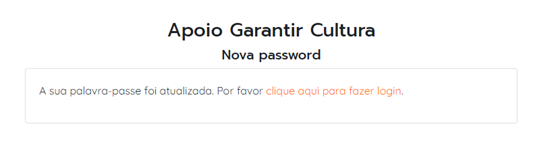 Apoio Garantir Cultura
Nova password
A sua palavra-passe foi atualizada. Por favor clique aqui para fazer login.